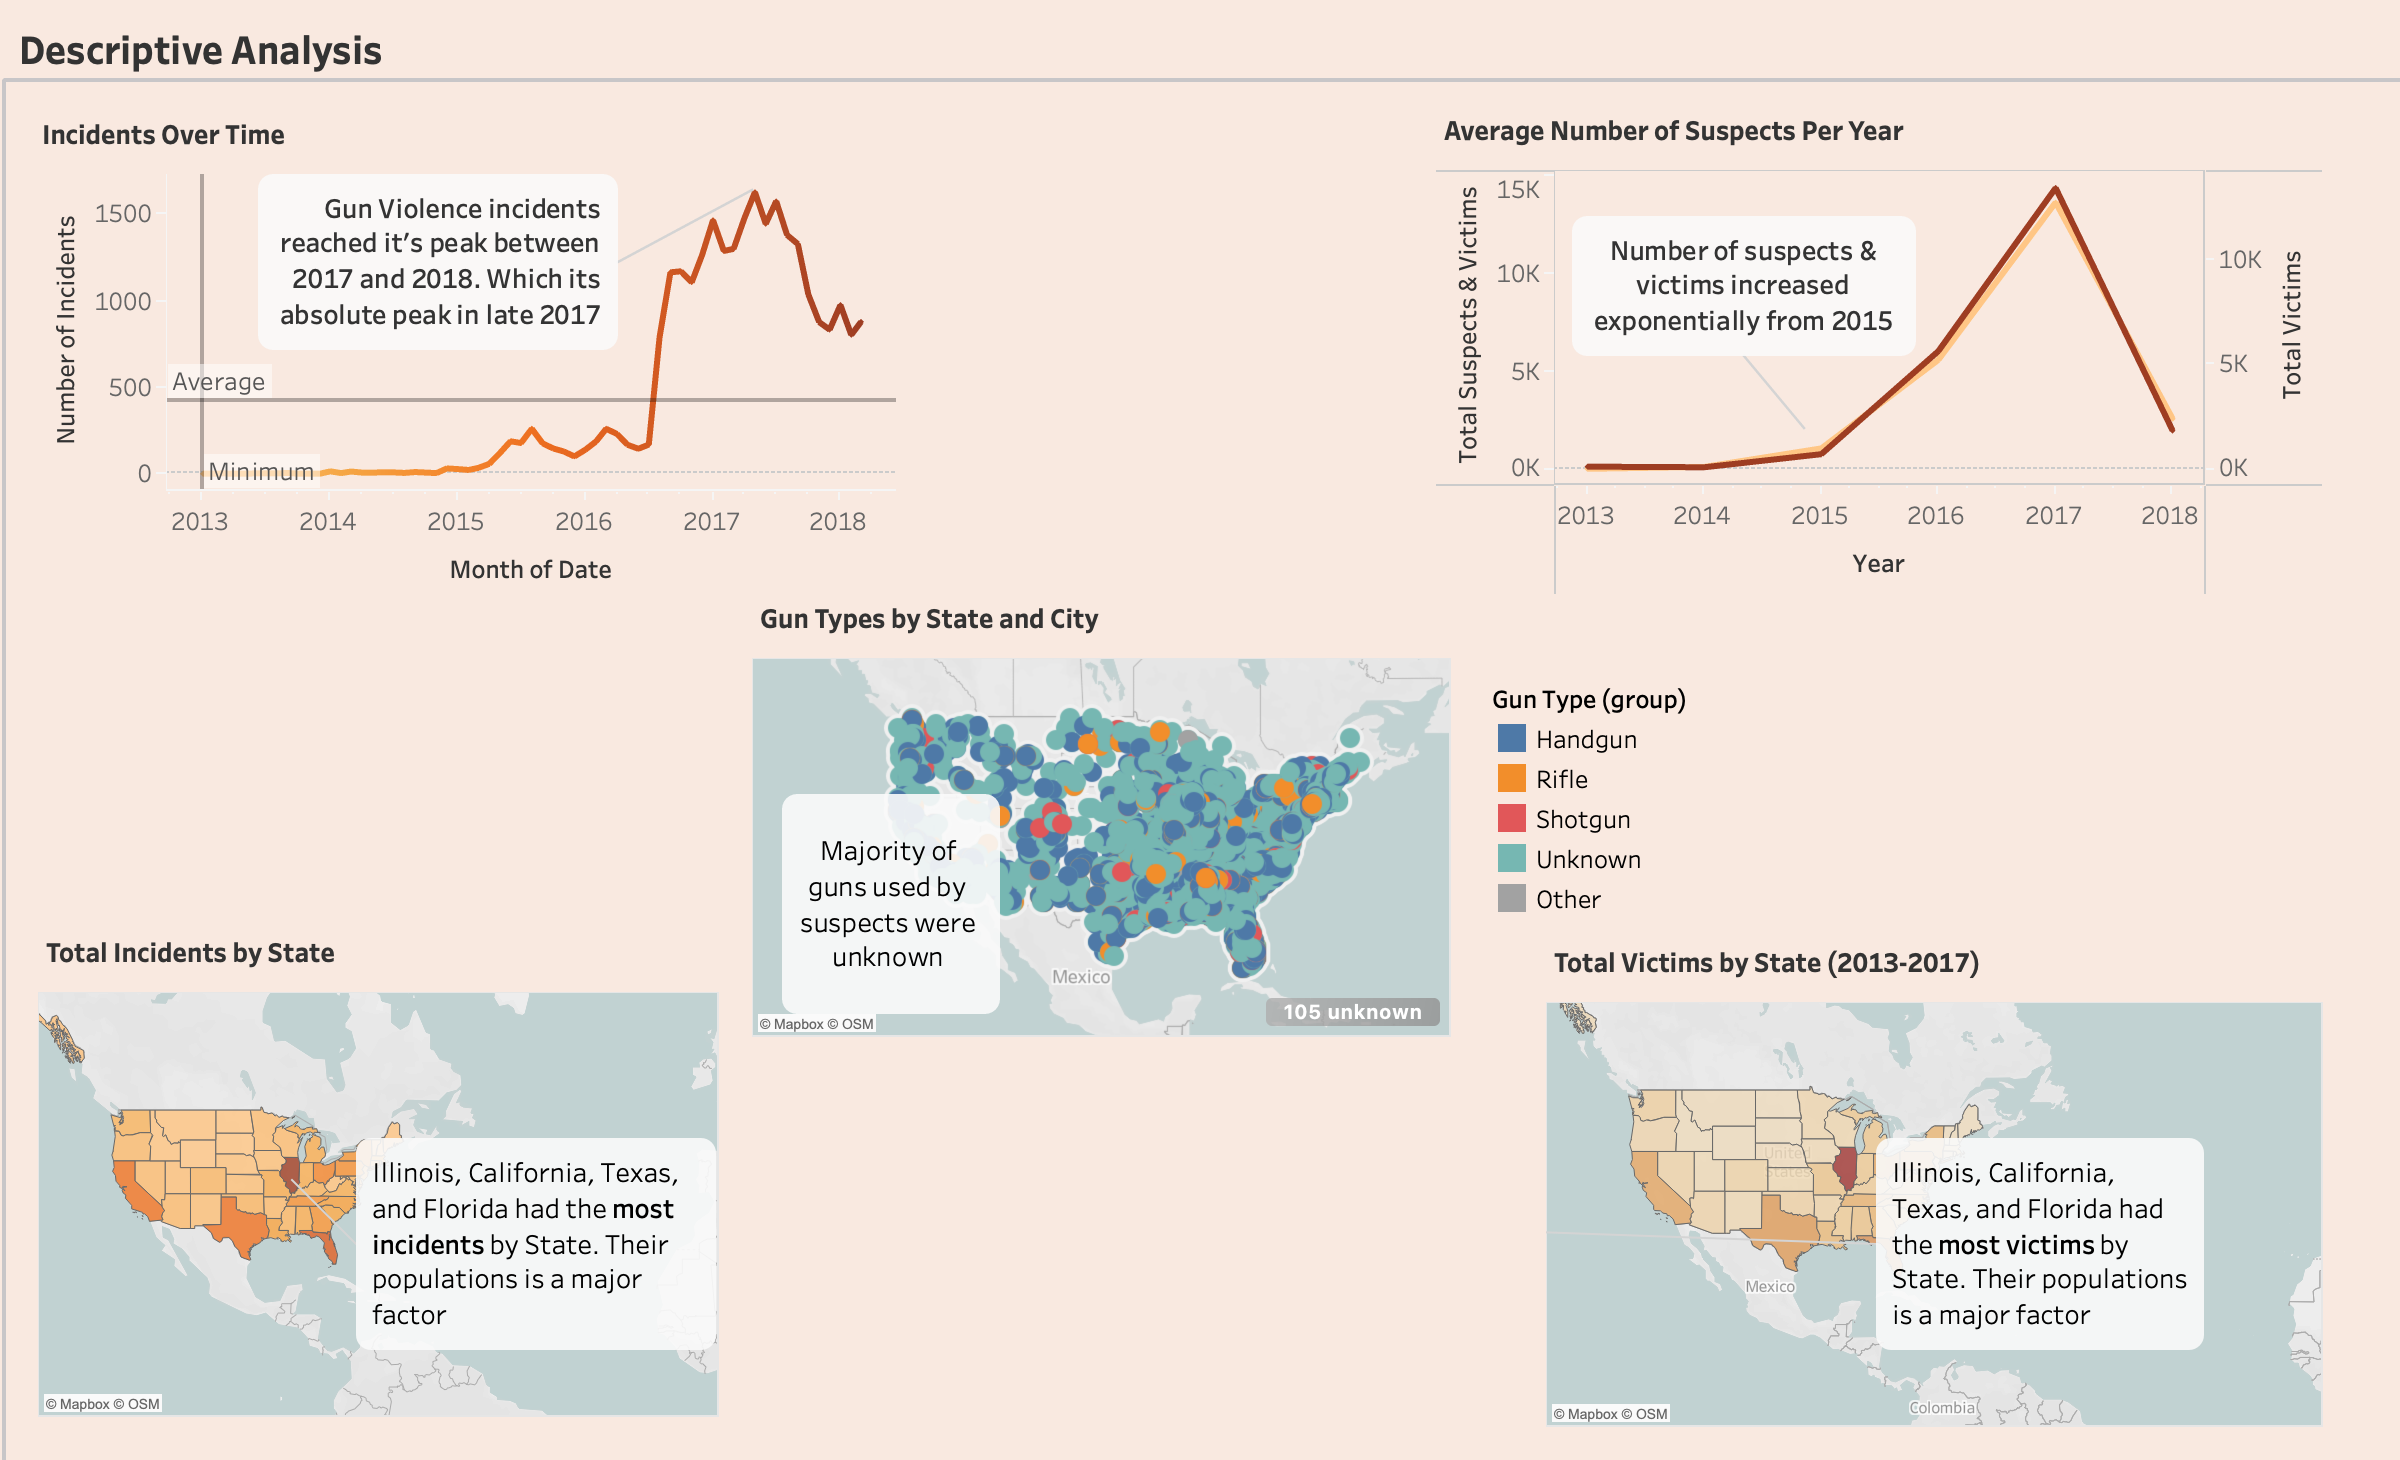 Descriptive Analysis
Incidents Over Time
Number of Incidents
1500
1000
500
0
Gun Violence incidents
reached it's peak between
2017 and 2018. Which its
absolute peak in late 2017
Average
Minimum
2013
2014
2015
2016
2017
2018
Month of Date
Average Number of Suspects Per Year
Total Suspects & Victims
15K
10K
5K
0K
Number of suspects &
victims increased
exponentially from 2015
10K
5K
0K
Total Victims
2013
2014
2015
2016
2017
2018
Year
Gun Types by State and City
Majority of
guns used by
suspects were
unknown
Mexico
105 unknown
© Mapbox © OSM
Gun Type (group)
Handgun
Rifle
Shotgun
Unknown
Other
Total Incidents by State
Illinois, California, Texas,
and Florida had the most
incidents by State. Their
populations is a major
factor
© Mapbox © OSM
Total Victims by State (2013-2017)
United
States
Illinois, California,
Texas, and Florida had
the most victims by
State. Their populations
is a major factor
Mexico
Colombia
© Mapbox © OSM